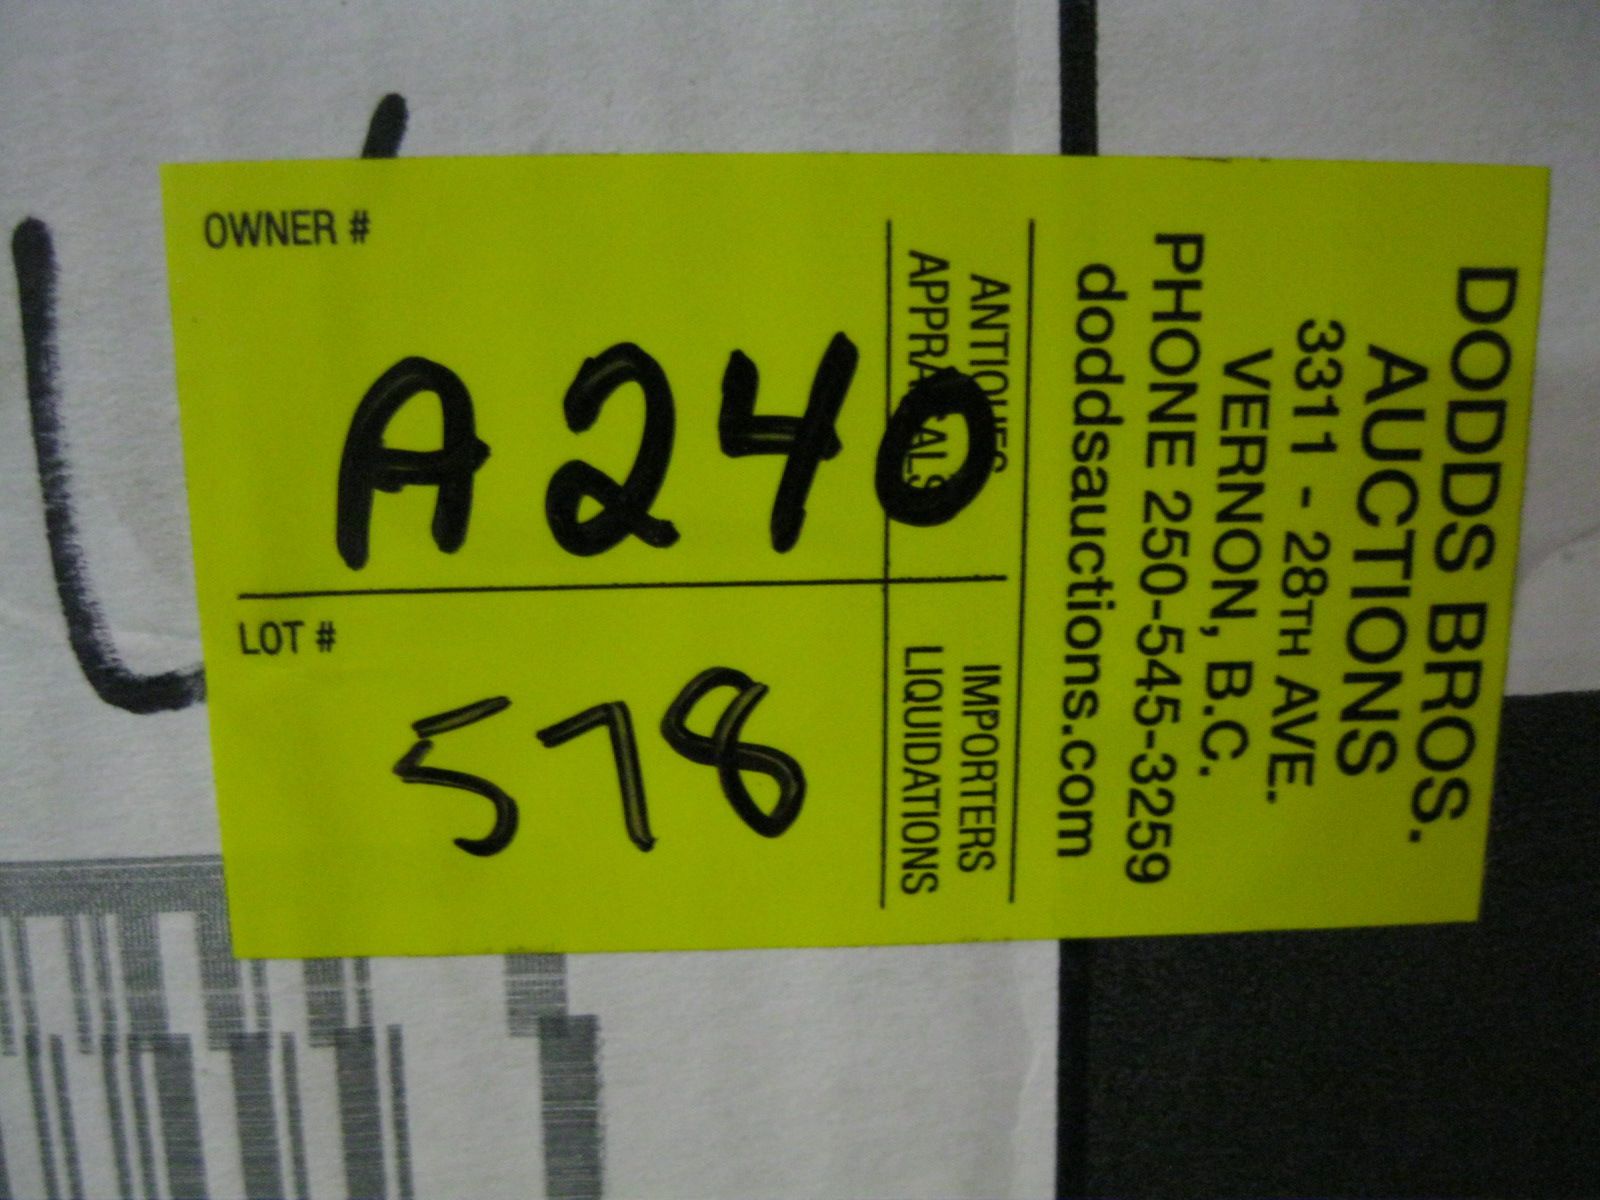 DODDS BROS.
AUCTIONS
3311 - 28TH AVE.
VERNON, B.C.
PHONE 250-545-3259
doddsauctions.com
ANTIQUES
APPRAISALS
IMPORTERS
LIQUIDATIONS
OWNER #
A240
LOT #
578